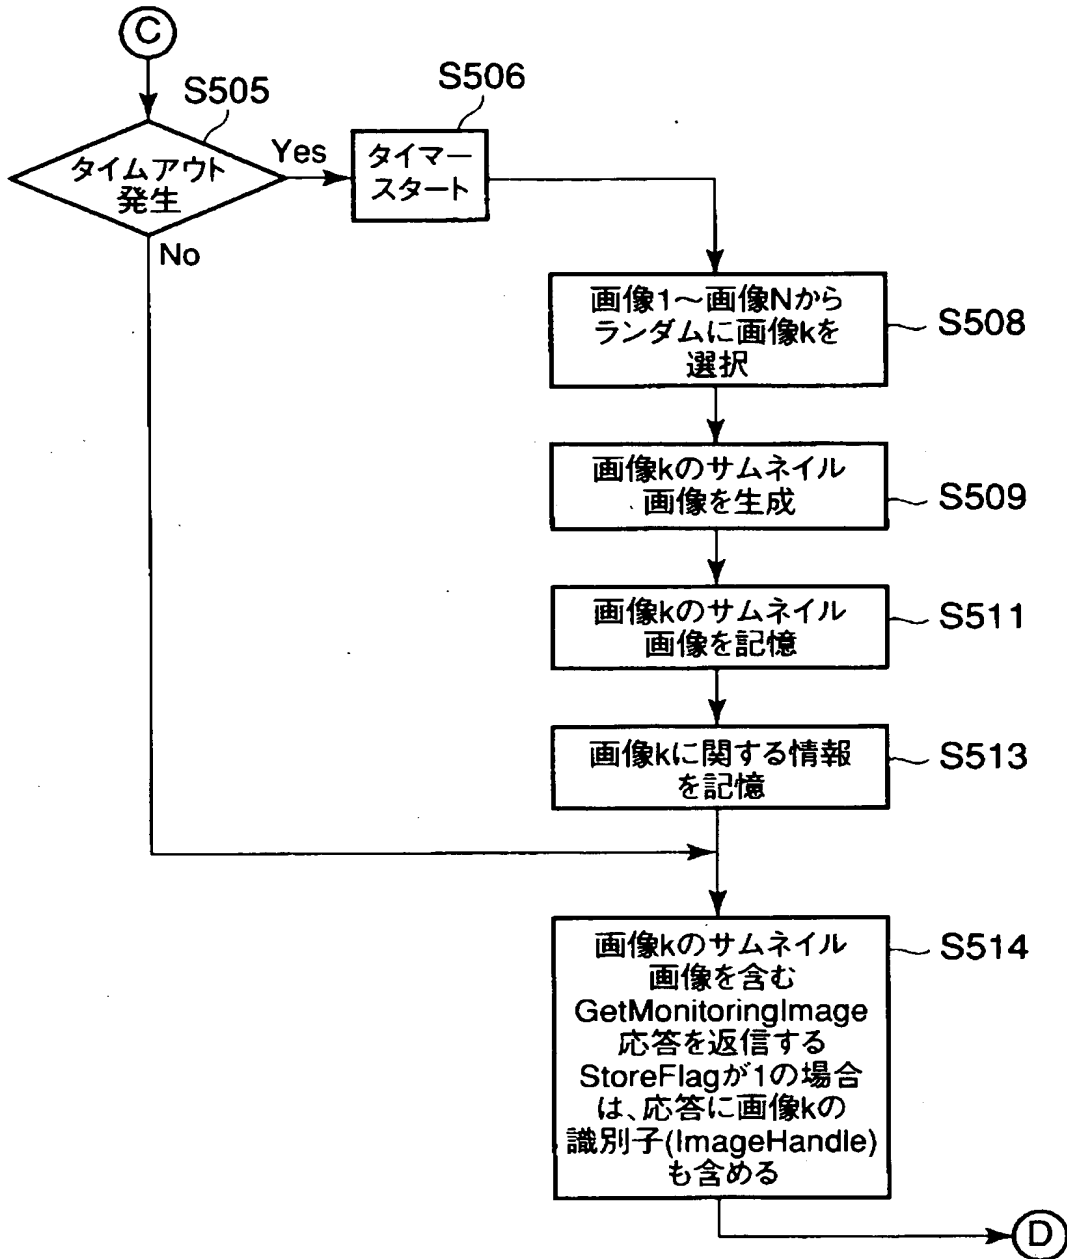 C
S505
S506
タイムアウト
発生
Yes
タイマー
スタート
No
画像1～画像Nから
ランダムに画像kを
選択
S508
画像kのサムネイル
画像を生成
S509
画像kのサムネイル
画像を記憶
S511
画像kに関する情報
を記憶
S513
画像kのサムネイル
画像を含む
GetMonitoringImage
応答を返信する
StoreFlagが1の場合
は、応答に画像kの
識別子(ImageHandle)
も含める
S514
D